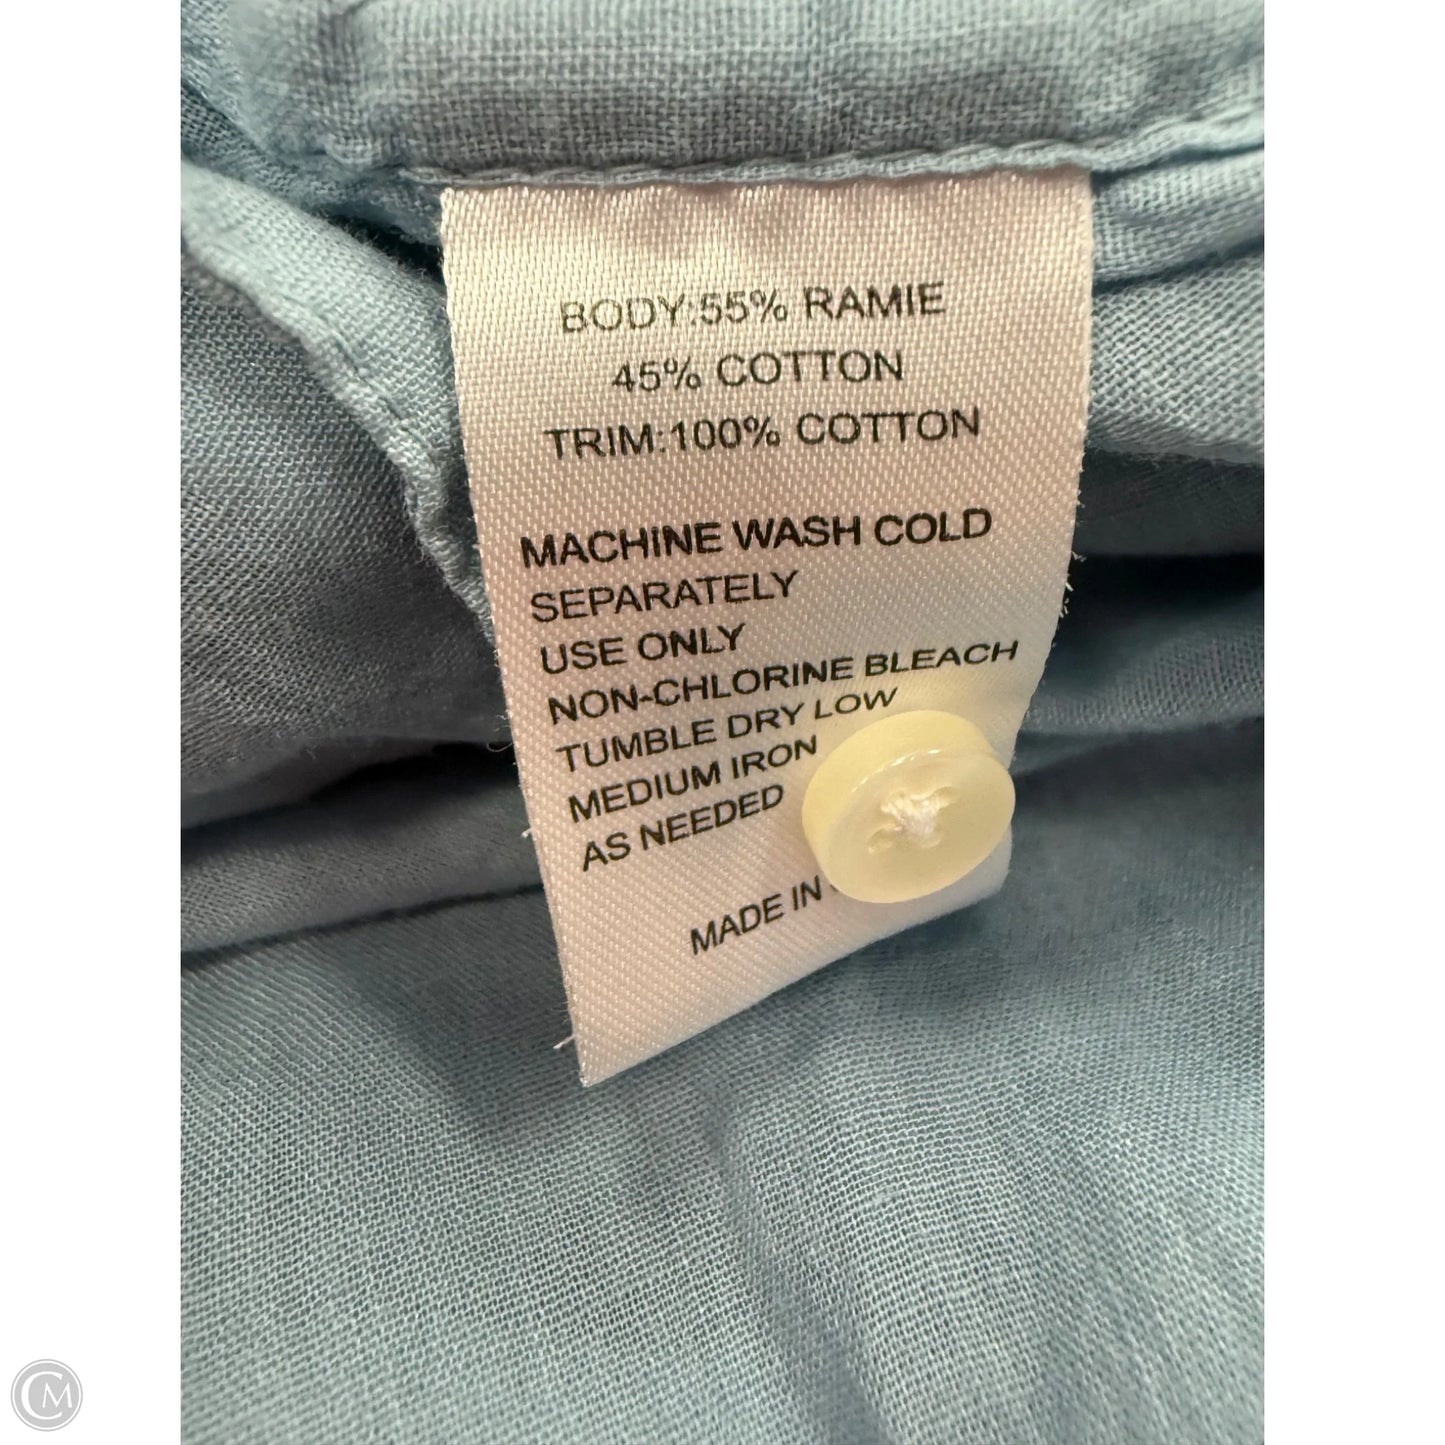 BODY:55% RAMIE
45% COTTON
TRIM:100% COTTON
MACHINE WASH COLD
SEPARATELY
USE ONLY
NON-CHLORINE BLEACH
TUMBLE DRY LOW
MEDIUM IRON
AS NEEDED
MADE IN
CM